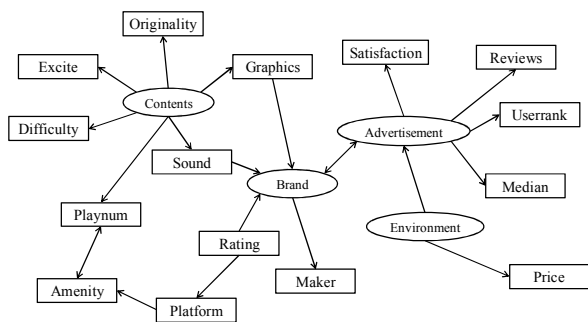 Originality
Satisfaction
Reviews
Excite
Graphics
Contents
Userrank
Difficulty
Advertisement
Sound
Brand
Median
Playnum
Environment
Rating
Maker
Price
Amenity
Platform